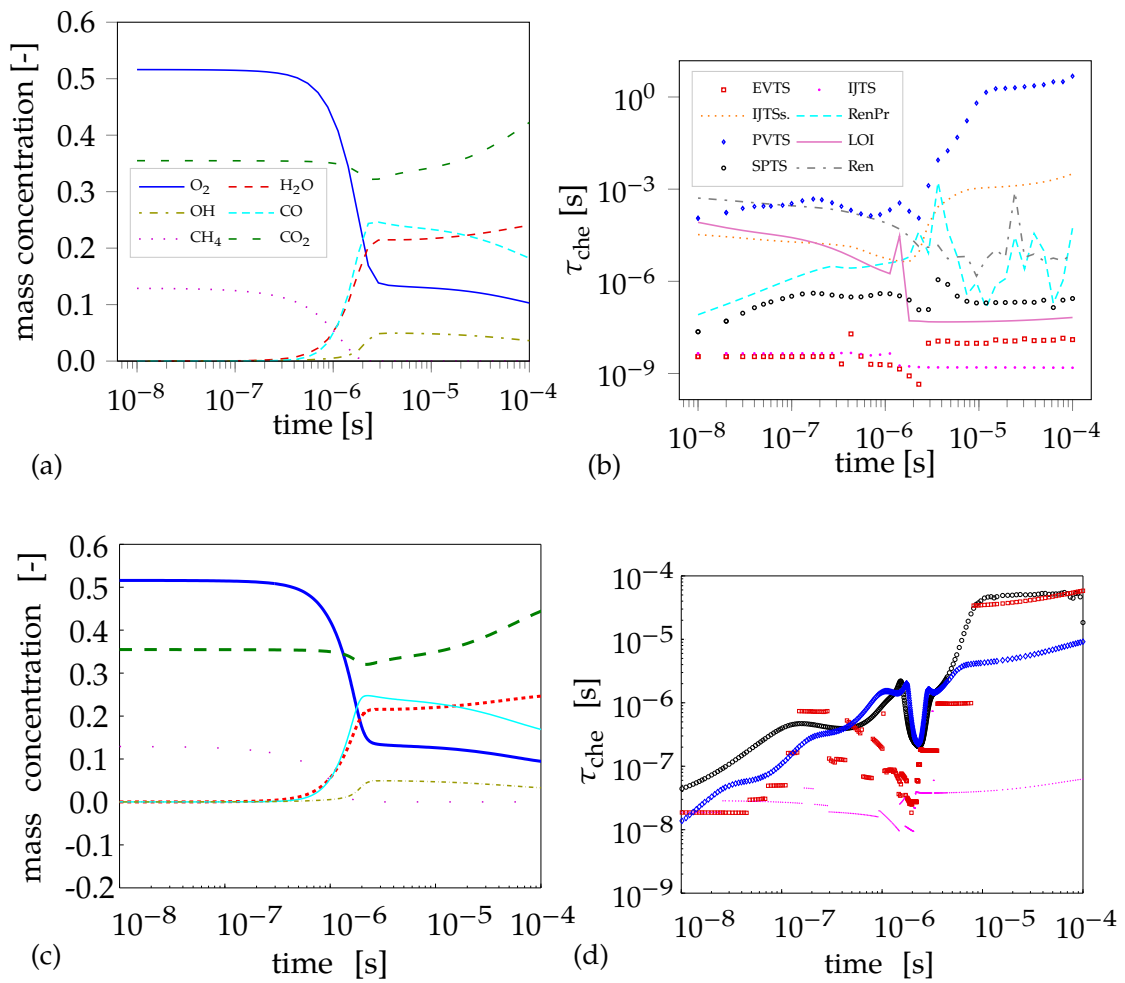 0.6
0.5
0.4
0.3
0.2
0.1
0.0
mass concentration [-]
O₂
H₂O
OH
CO
CH₄
CO₂
10⁻⁸
10⁻⁷
10⁻⁶
10⁻⁵
10⁻⁴
time [s]
(a)
10⁰
10⁻³
10⁻⁶
10⁻⁹
τ_che [s]
EVTS
IJTS
IJTSs.
RenPr
PVTS
LOI
SPTS
Ren
10⁻⁸
10⁻⁷
10⁻⁶
10⁻⁵
10⁻⁴
time [s]
(b)
0.6
0.5
0.4
0.3
0.2
0.1
0.0
-0.1
-0.2
mass concentration [-]
10⁻⁸
10⁻⁷
10⁻⁶
10⁻⁵
10⁻⁴
time [s]
(c)
10⁻⁴
10⁻⁵
10⁻⁶
10⁻⁷
10⁻⁸
10⁻⁹
τ_che [s]
10⁻⁸
10⁻⁷
10⁻⁶
10⁻⁵
10⁻⁴
time [s]
(d)